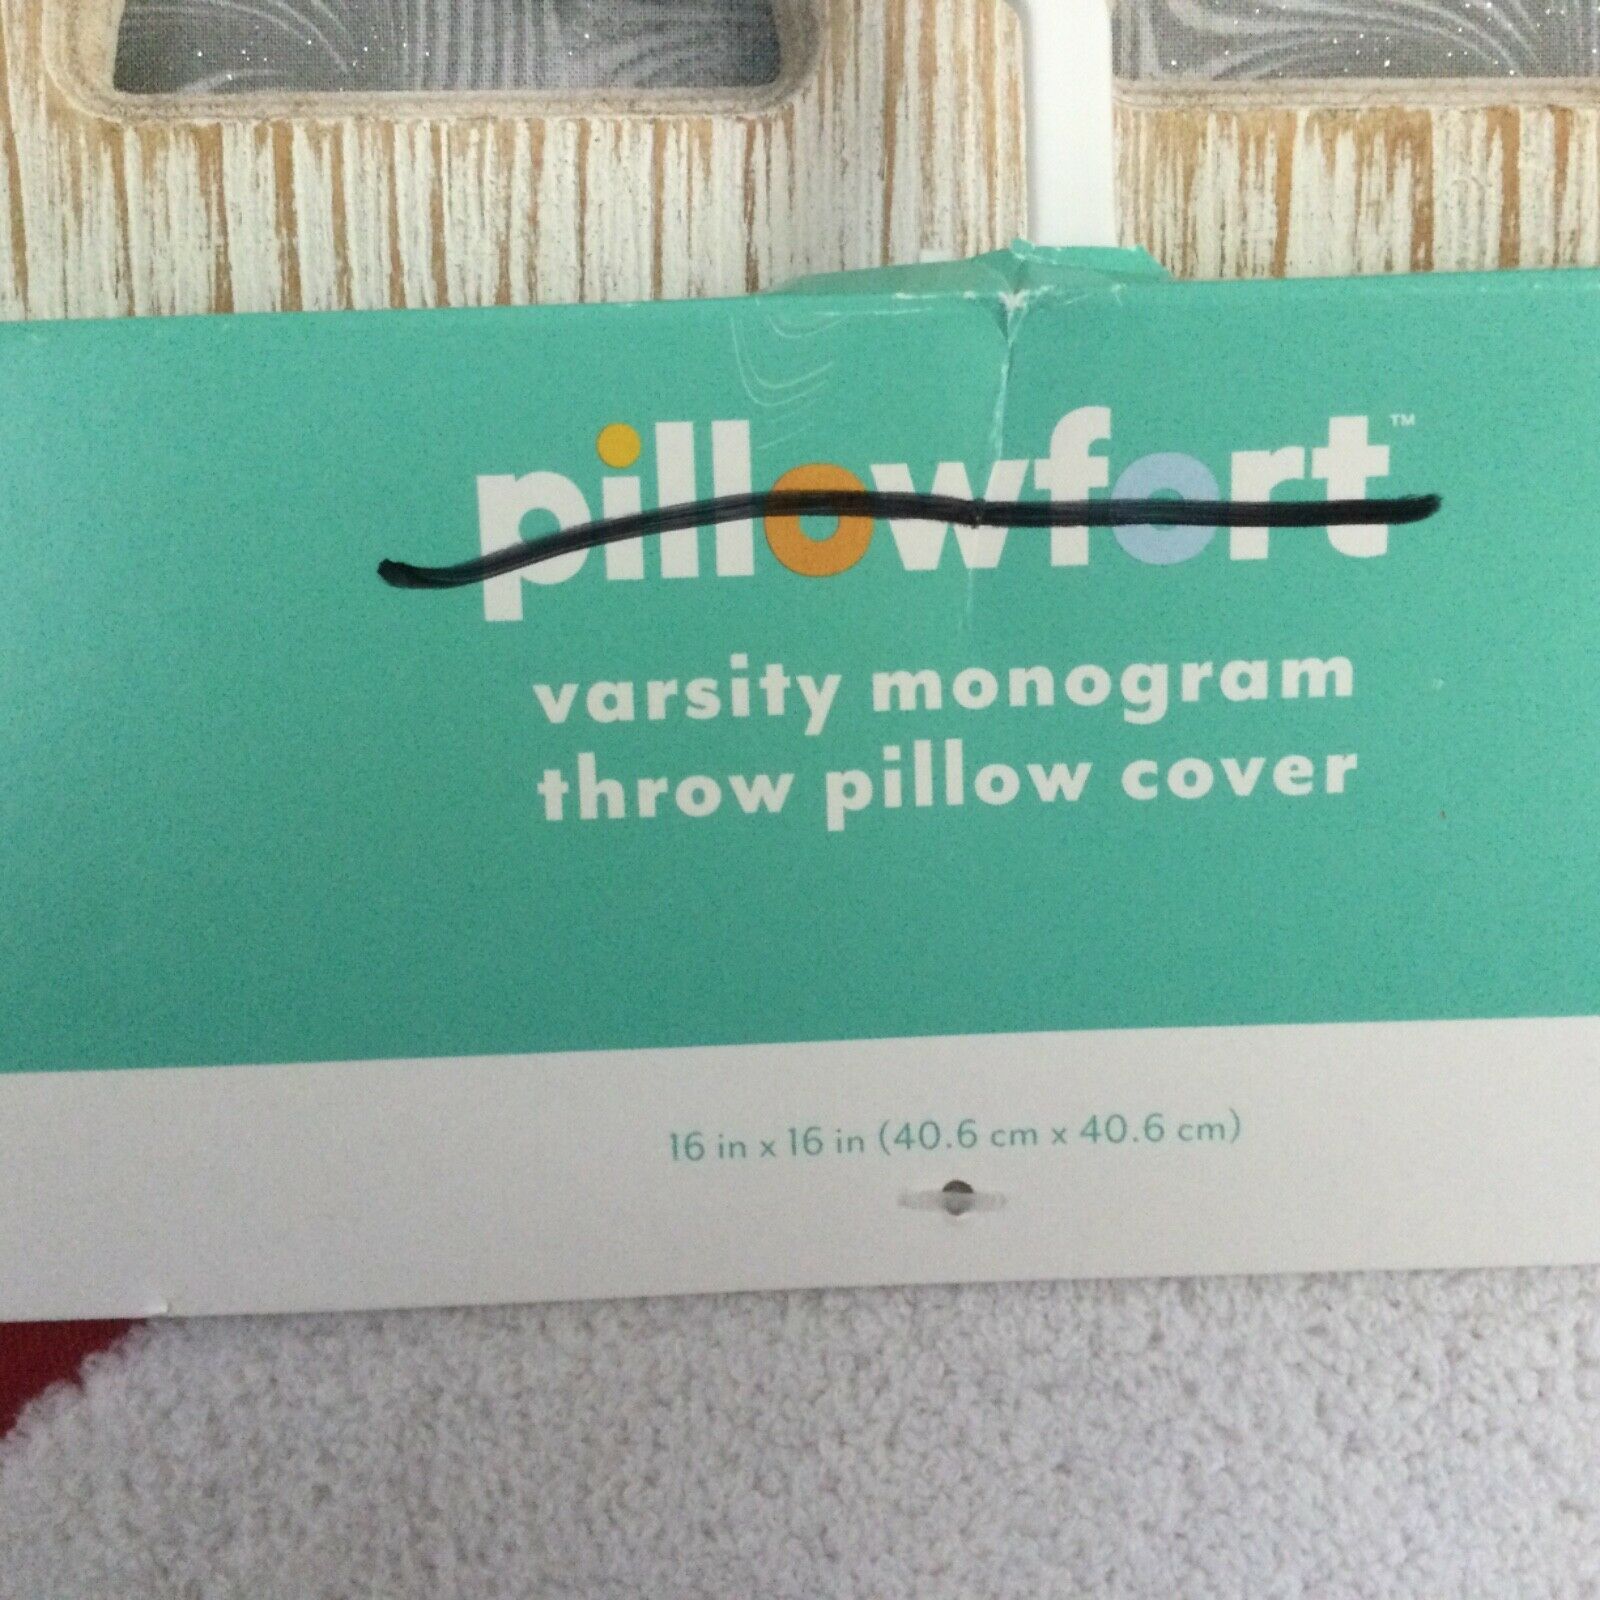 pillowfort™
varsity monogram
throw pillow cover
16 in x 16 in (40.6 cm x 40.6 cm)